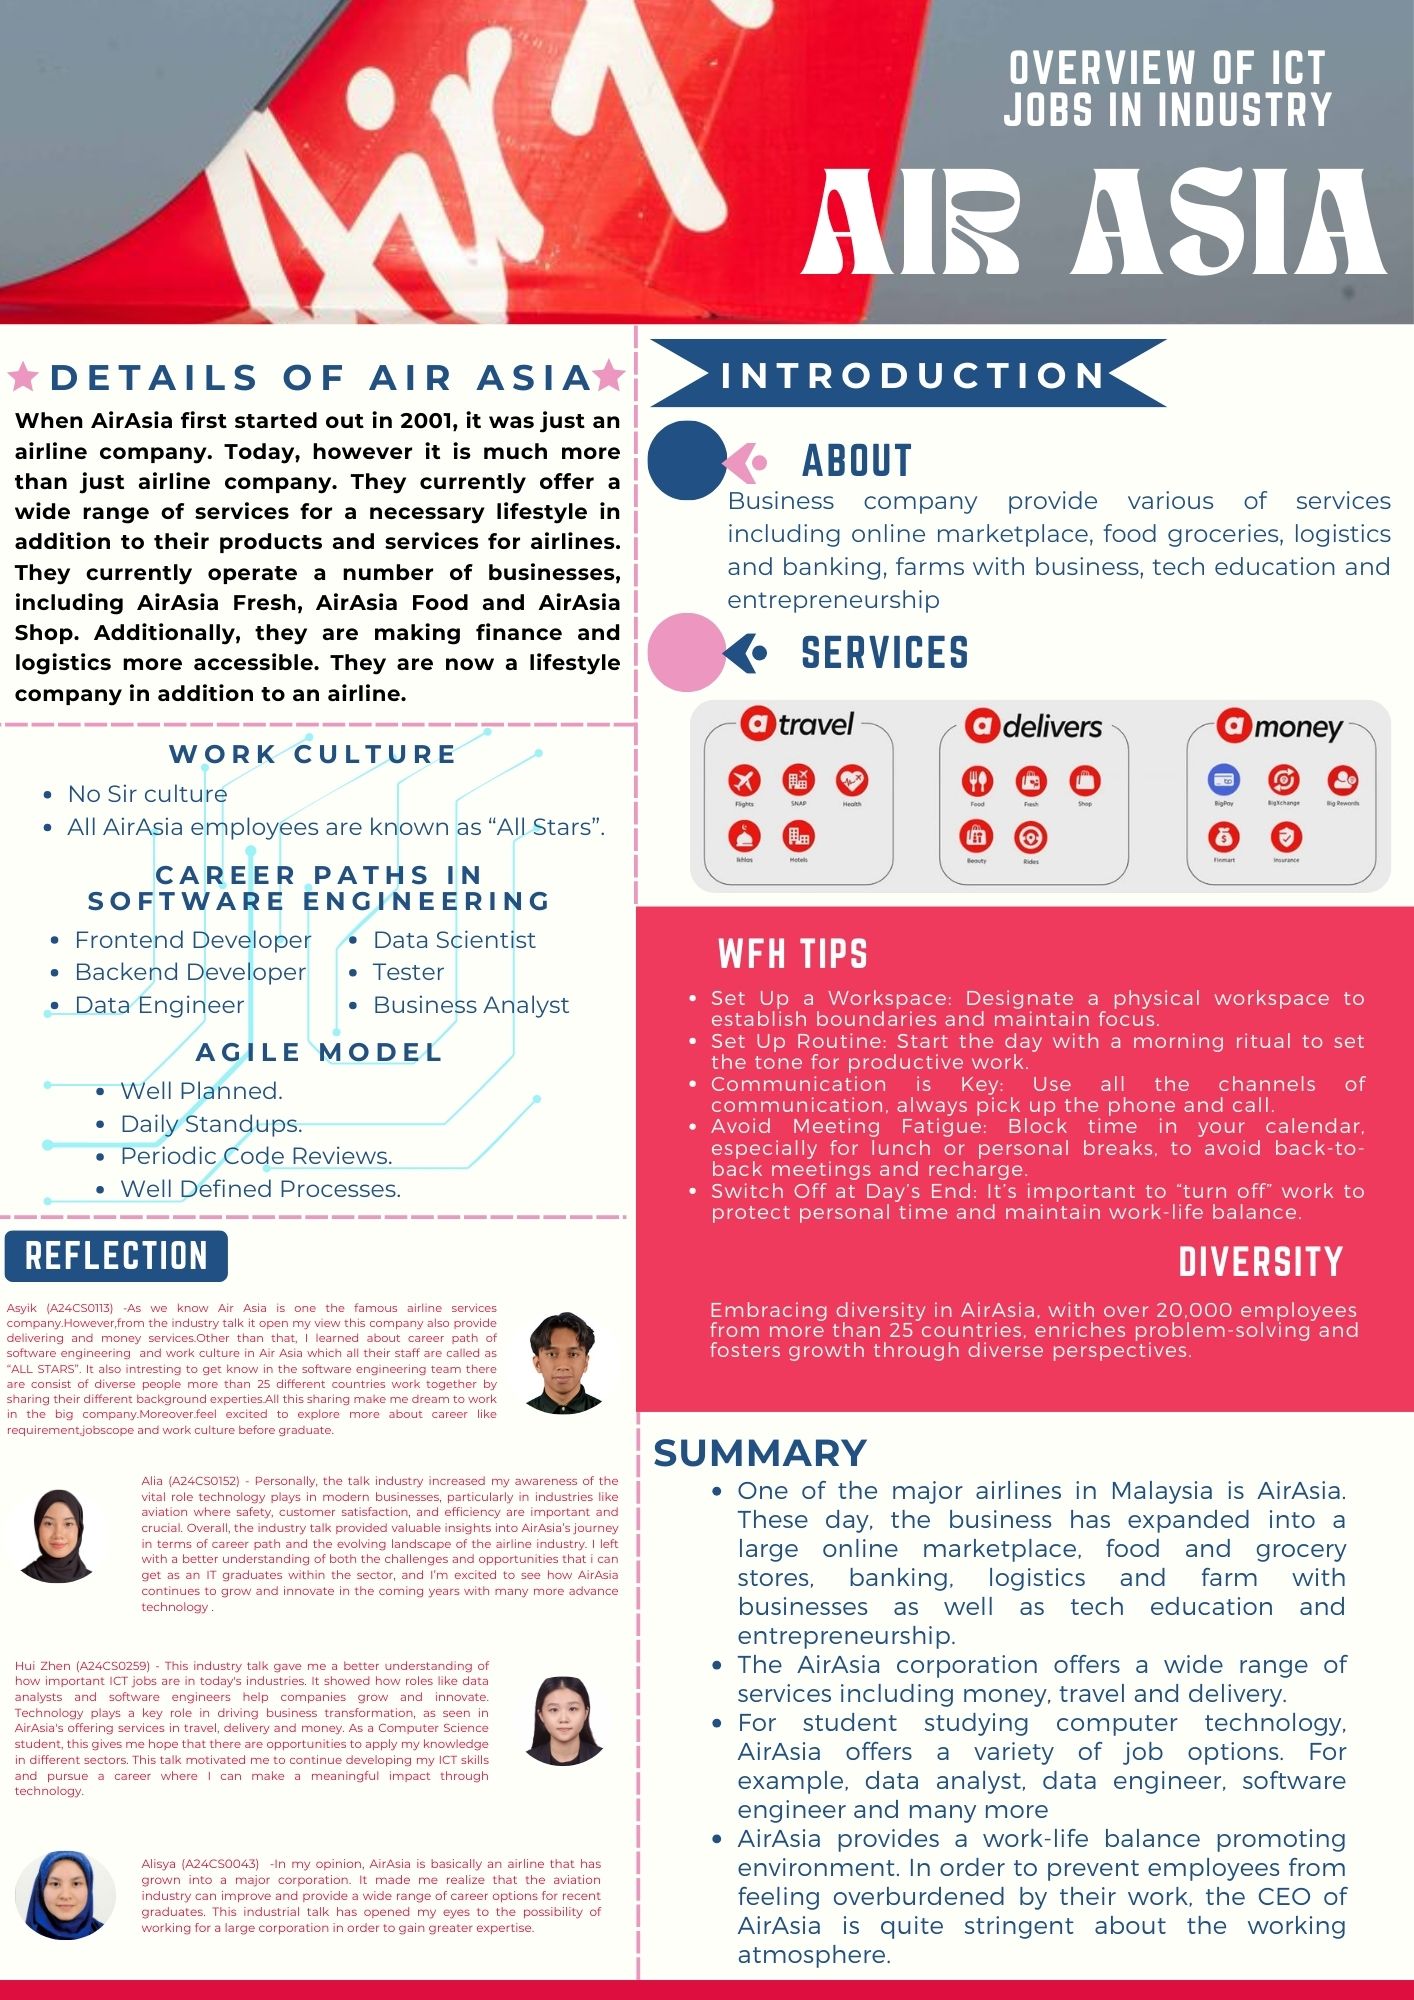 AirA
OVERVIEW OF ICT
JOBS IN INDUSTRY
AIR ASIA
DETAILS OF AIR ASIA
When AirAsia first started out in 2001, it was just an
airline company. Today, however it is much more
than just airline company. They currently offer a
wide range of services for a necessary lifestyle in
addition to their products and services for airlines.
They currently operate a number of businesses,
including AirAsia Fresh, AirAsia Food and AirAsia
Shop. Additionally, they are making finance and
logistics more accessible. They are now a lifestyle
company in addition to an airline.
WORK CULTURE
• No Sir culture
• All AirAsia employees are known as “All Stars”.
CAREER PATHS IN
SOFTWARE ENGINEERING
• Frontend Developer
• Backend Developer
• Data Engineer
• Data Scientist
• Tester
• Business Analyst
AGILE MODEL
• Well Planned.
• Daily Standups.
• Periodic Code Reviews.
• Well Defined Processes.
REFLECTION
Asyik (A24CS0113) -As we know Air Asia is one the famous airline services
company.However,from the industry talk it open my view this company also provide
delivering and money services.Other than that, I learned about career path of
software engineering and work culture in Air Asia which all their staff are called as
“ALL STARS”. It also intresting to get know in the software engineering team there
are consist of diverse people more than 25 different countries work together by
sharing their different background experties.All this sharing make me dream to work
in the big company.Moreover.feel excited to explore more about career like
requirement,jobscope and work culture before graduate.
Alia (A24CS0152) - Personally, the talk industry increased my awareness of the
vital role technology plays in modern businesses, particularly in industries like
aviation where safety, customer satisfaction, and efficiency are important and
crucial. Overall, the industry talk provided valuable insights into AirAsia’s journey
in terms of career path and the evolving landscape of the airline industry. I left
with a better understanding of both the challenges and opportunities that i can
get as an IT graduates within the sector, and I’m excited to see how AirAsia
continues to grow and innovate in the coming years with many more advance
technology .
Hui Zhen (A24CS0259) - This industry talk gave me a better understanding of
how important ICT jobs are in today's industries. It showed how roles like data
analysts and software engineers help companies grow and innovate.
Technology plays a key role in driving business transformation, as seen in
AirAsia's offering services in travel, delivery and money. As a Computer Science
student, this gives me hope that there are opportunities to apply my knowledge
in different sectors. This talk motivated me to continue developing my ICT skills
and pursue a career where I can make a meaningful impact through
technology.
Alisya (A24CS0043) -In my opinion, AirAsia is basically an airline that has
grown into a major corporation. It made me realize that the aviation
industry can improve and provide a wide range of career options for recent
graduates. This industrial talk has opened my eyes to the possibility of
working for a large corporation in order to gain greater expertise.
INTRODUCTION
ABOUT
Business company provide various of services
including online marketplace, food groceries, logistics
and banking, farms with business, tech education and
entrepreneurship
SERVICES
a travel
Flights SNAP Health
Ikhlas Hotels
a delivers
Food Fresh Shop
Beauty Rides
a money
BigPay BigXchange Big Rewards
Finmart Insurance
WFH TIPS
• Set Up a Workspace: Designate a physical workspace to
establish boundaries and maintain focus.
• Set Up Routine: Start the day with a morning ritual to set
the tone for productive work.
• Communication is Key: Use all the channels of
communication, always pick up the phone and call.
• Avoid Meeting Fatigue: Block time in your calendar,
especially for lunch or personal breaks, to avoid back-to-
back meetings and recharge.
• Switch Off at Day’s End: It’s important to “turn off” work to
protect personal time and maintain work-life balance.
DIVERSITY
Embracing diversity in AirAsia, with over 20,000 employees
from more than 25 countries, enriches problem-solving and
fosters growth through diverse perspectives.
SUMMARY
• One of the major airlines in Malaysia is AirAsia.
These day, the business has expanded into a
large online marketplace, food and grocery
stores, banking, logistics and farm with
businesses as well as tech education and
entrepreneurship.
• The AirAsia corporation offers a wide range of
services including money, travel and delivery.
• For student studying computer technology,
AirAsia offers a variety of job options. For
example, data analyst, data engineer, software
engineer and many more
• AirAsia provides a work-life balance promoting
environment. In order to prevent employees from
feeling overburdened by their work, the CEO of
AirAsia is quite stringent about the working
atmosphere.